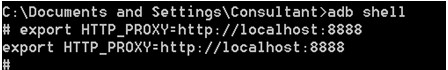 C:\Documents and Settings\Consultant>adb shell
# export HTTP_PROXY=http://localhost:8888
export HTTP_PROXY=http://localhost:8888
#